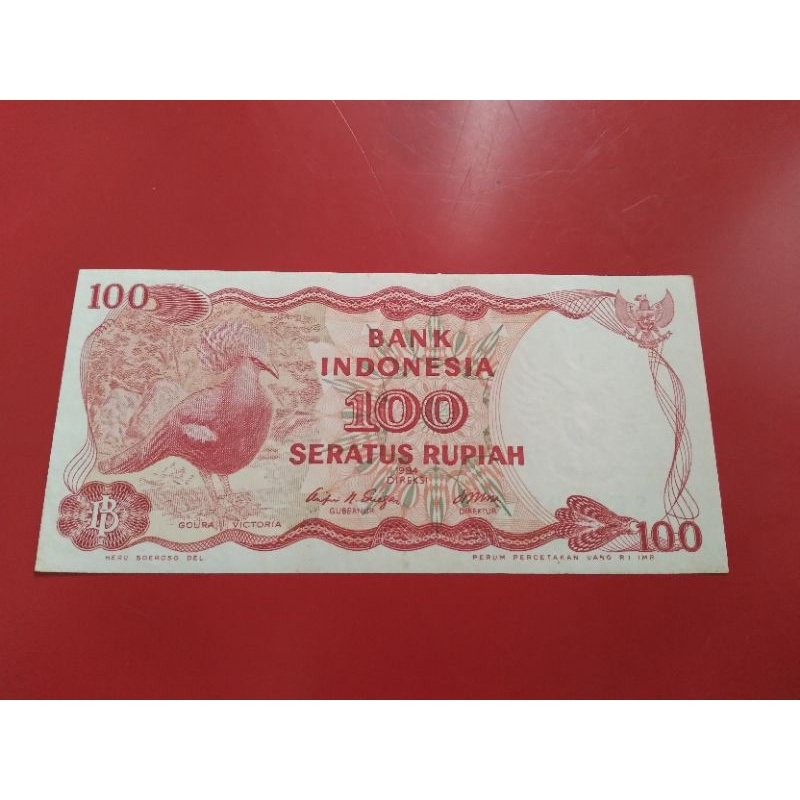 100
BANK
INDONESIA
100
SERATUS RUPIAH
1984
DIREKSI
GUBERNUR
DIREKTUR
GOURA VICTORIA
B
100
HERU SOEROSO DEL.
PERUM PERCETAKAN UANG R.I. IMP.